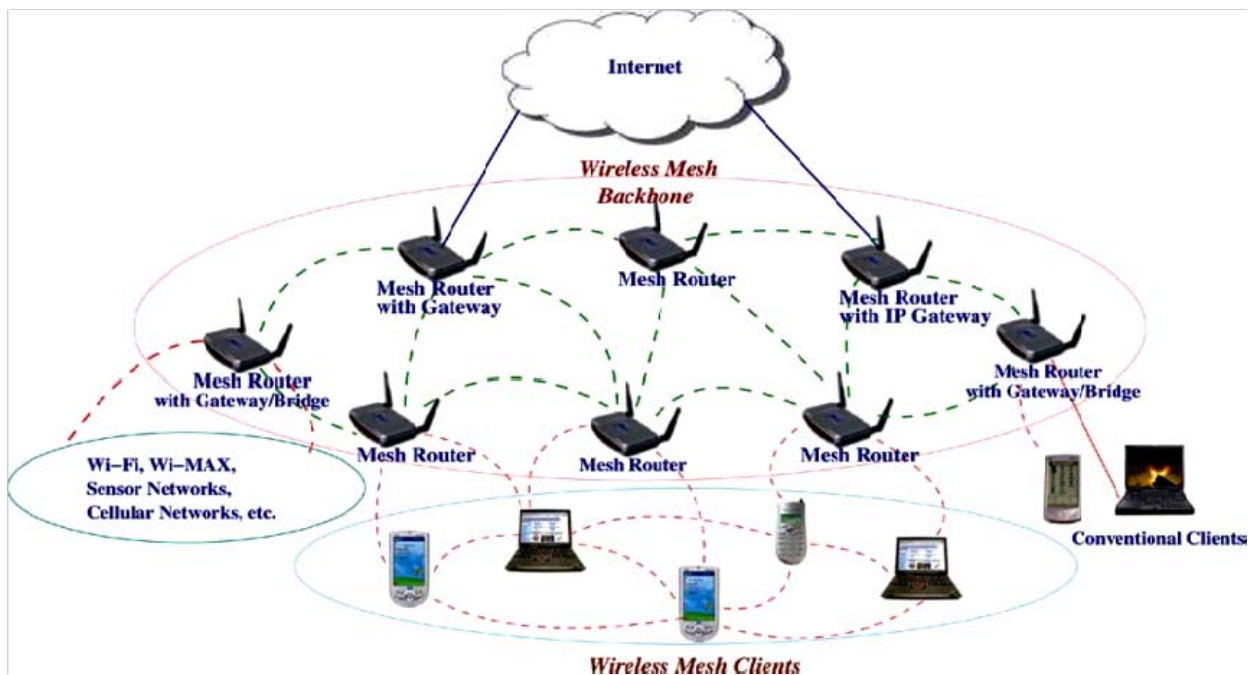 Internet
Wireless Mesh
Backbone
Mesh Router
with Gateway
Mesh Router
Mesh Router
with IP Gateway
Mesh Router
with Gateway/Bridge
Mesh Router
with Gateway/Bridge
Mesh Router
Mesh Router
Mesh Router
Wi-Fi, Wi-MAX,
Sensor Networks,
Cellular Networks, etc.
Conventional Clients
Wireless Mesh Clients